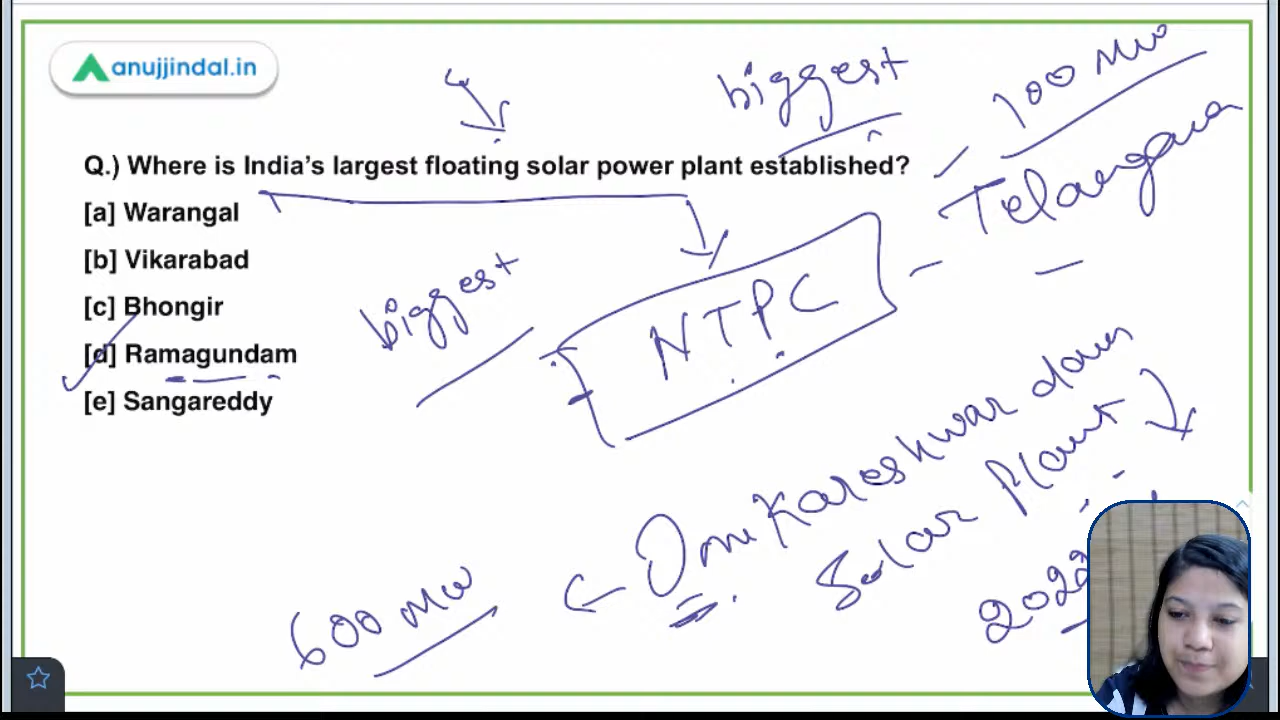 anujjindal.in
biggest
100 MW
Q.) Where is India's largest floating solar power plant established?
Telangana
[a] Warangal
[b] Vikarabad
[c] Bhongir
biggest
NTPC
[d] Ramagundam
[e] Sangareddy
Omkareshwar dam
Solar Plant
600 MW